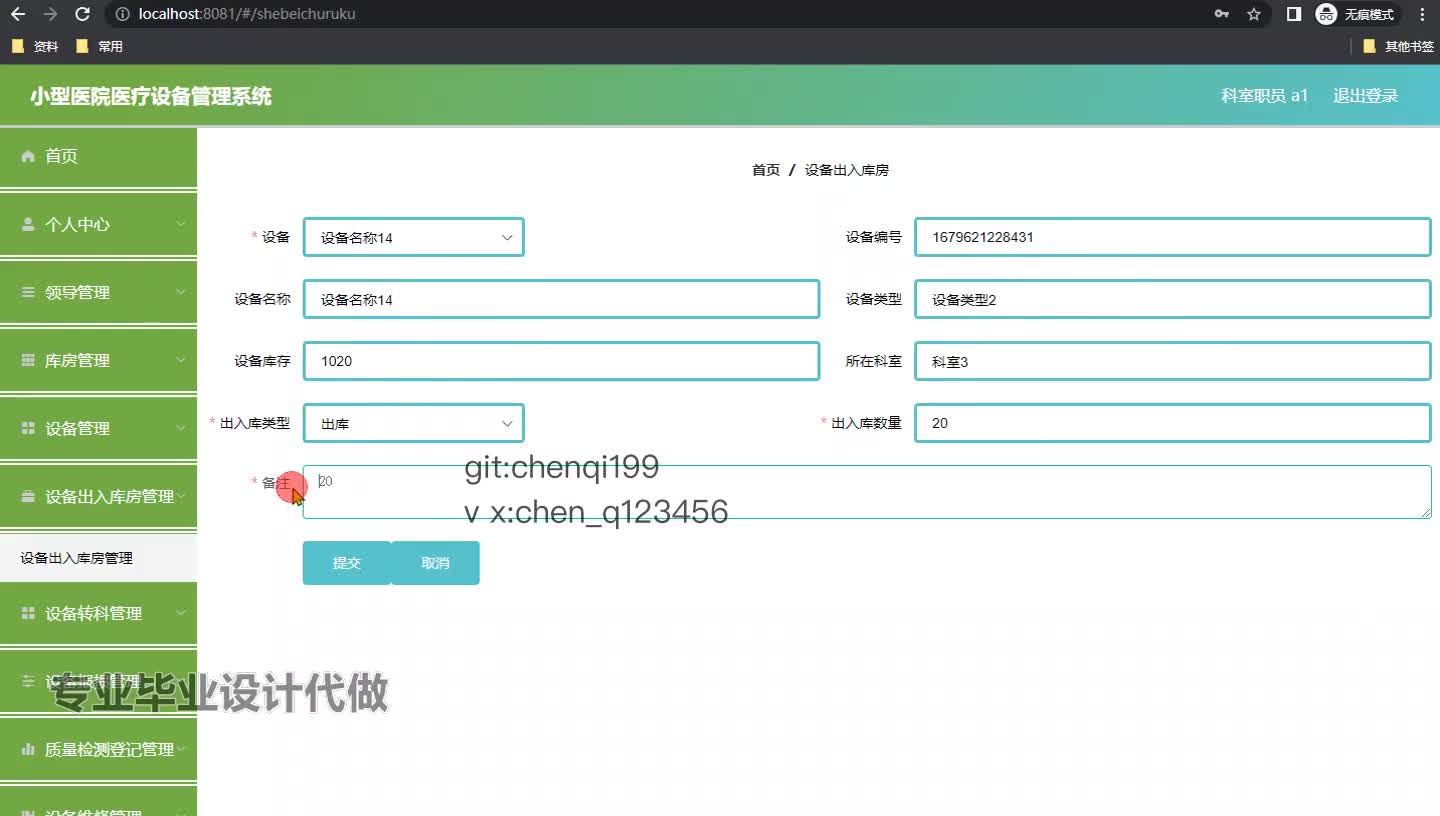 localhost:8081/#/shebeichuruku
无痕模式
资料
常用
其他书签
小型医院医疗设备管理系统
科室职员 a1
退出登录
首页
个人中心
领导管理
库房管理
设备管理
设备出入库房管理
设备出入库房管理
设备转科管理
质量检测登记管理
设备维修管理
首页 / 设备出入库房
* 设备
设备名称14
设备编号
1679621228431
设备名称
设备名称14
设备类型
设备类型2
设备库存
1020
所在科室
科室3
* 出入库类型
出库
* 出入库数量
20
* 备注
20
git:chenqi199
v x:chen_q123456
提交
取消
专业毕业设计代做